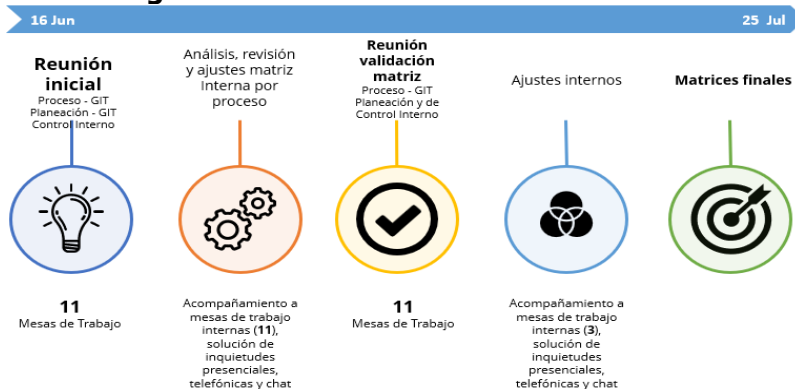 16 Jun
25 Jul
Reunión
inicial
Proceso - GIT
Planeación - GIT
Control Interno
Análisis, revisión
y ajustes matriz
Interna por
proceso
Reunión
validación
matriz
Proceso - GIT
Planeación y de
Control Interno
Ajustes internos
Matrices finales
11
Mesas de Trabajo
Acompañamiento a
mesas de trabajo
internas (11),
solución de
inquietudes
presenciales,
telefónicas y chat
11
Mesas de Trabajo
Acompañamiento a
mesas de trabajo
internas (3),
solución de
inquietudes
presenciales,
telefónicas y chat